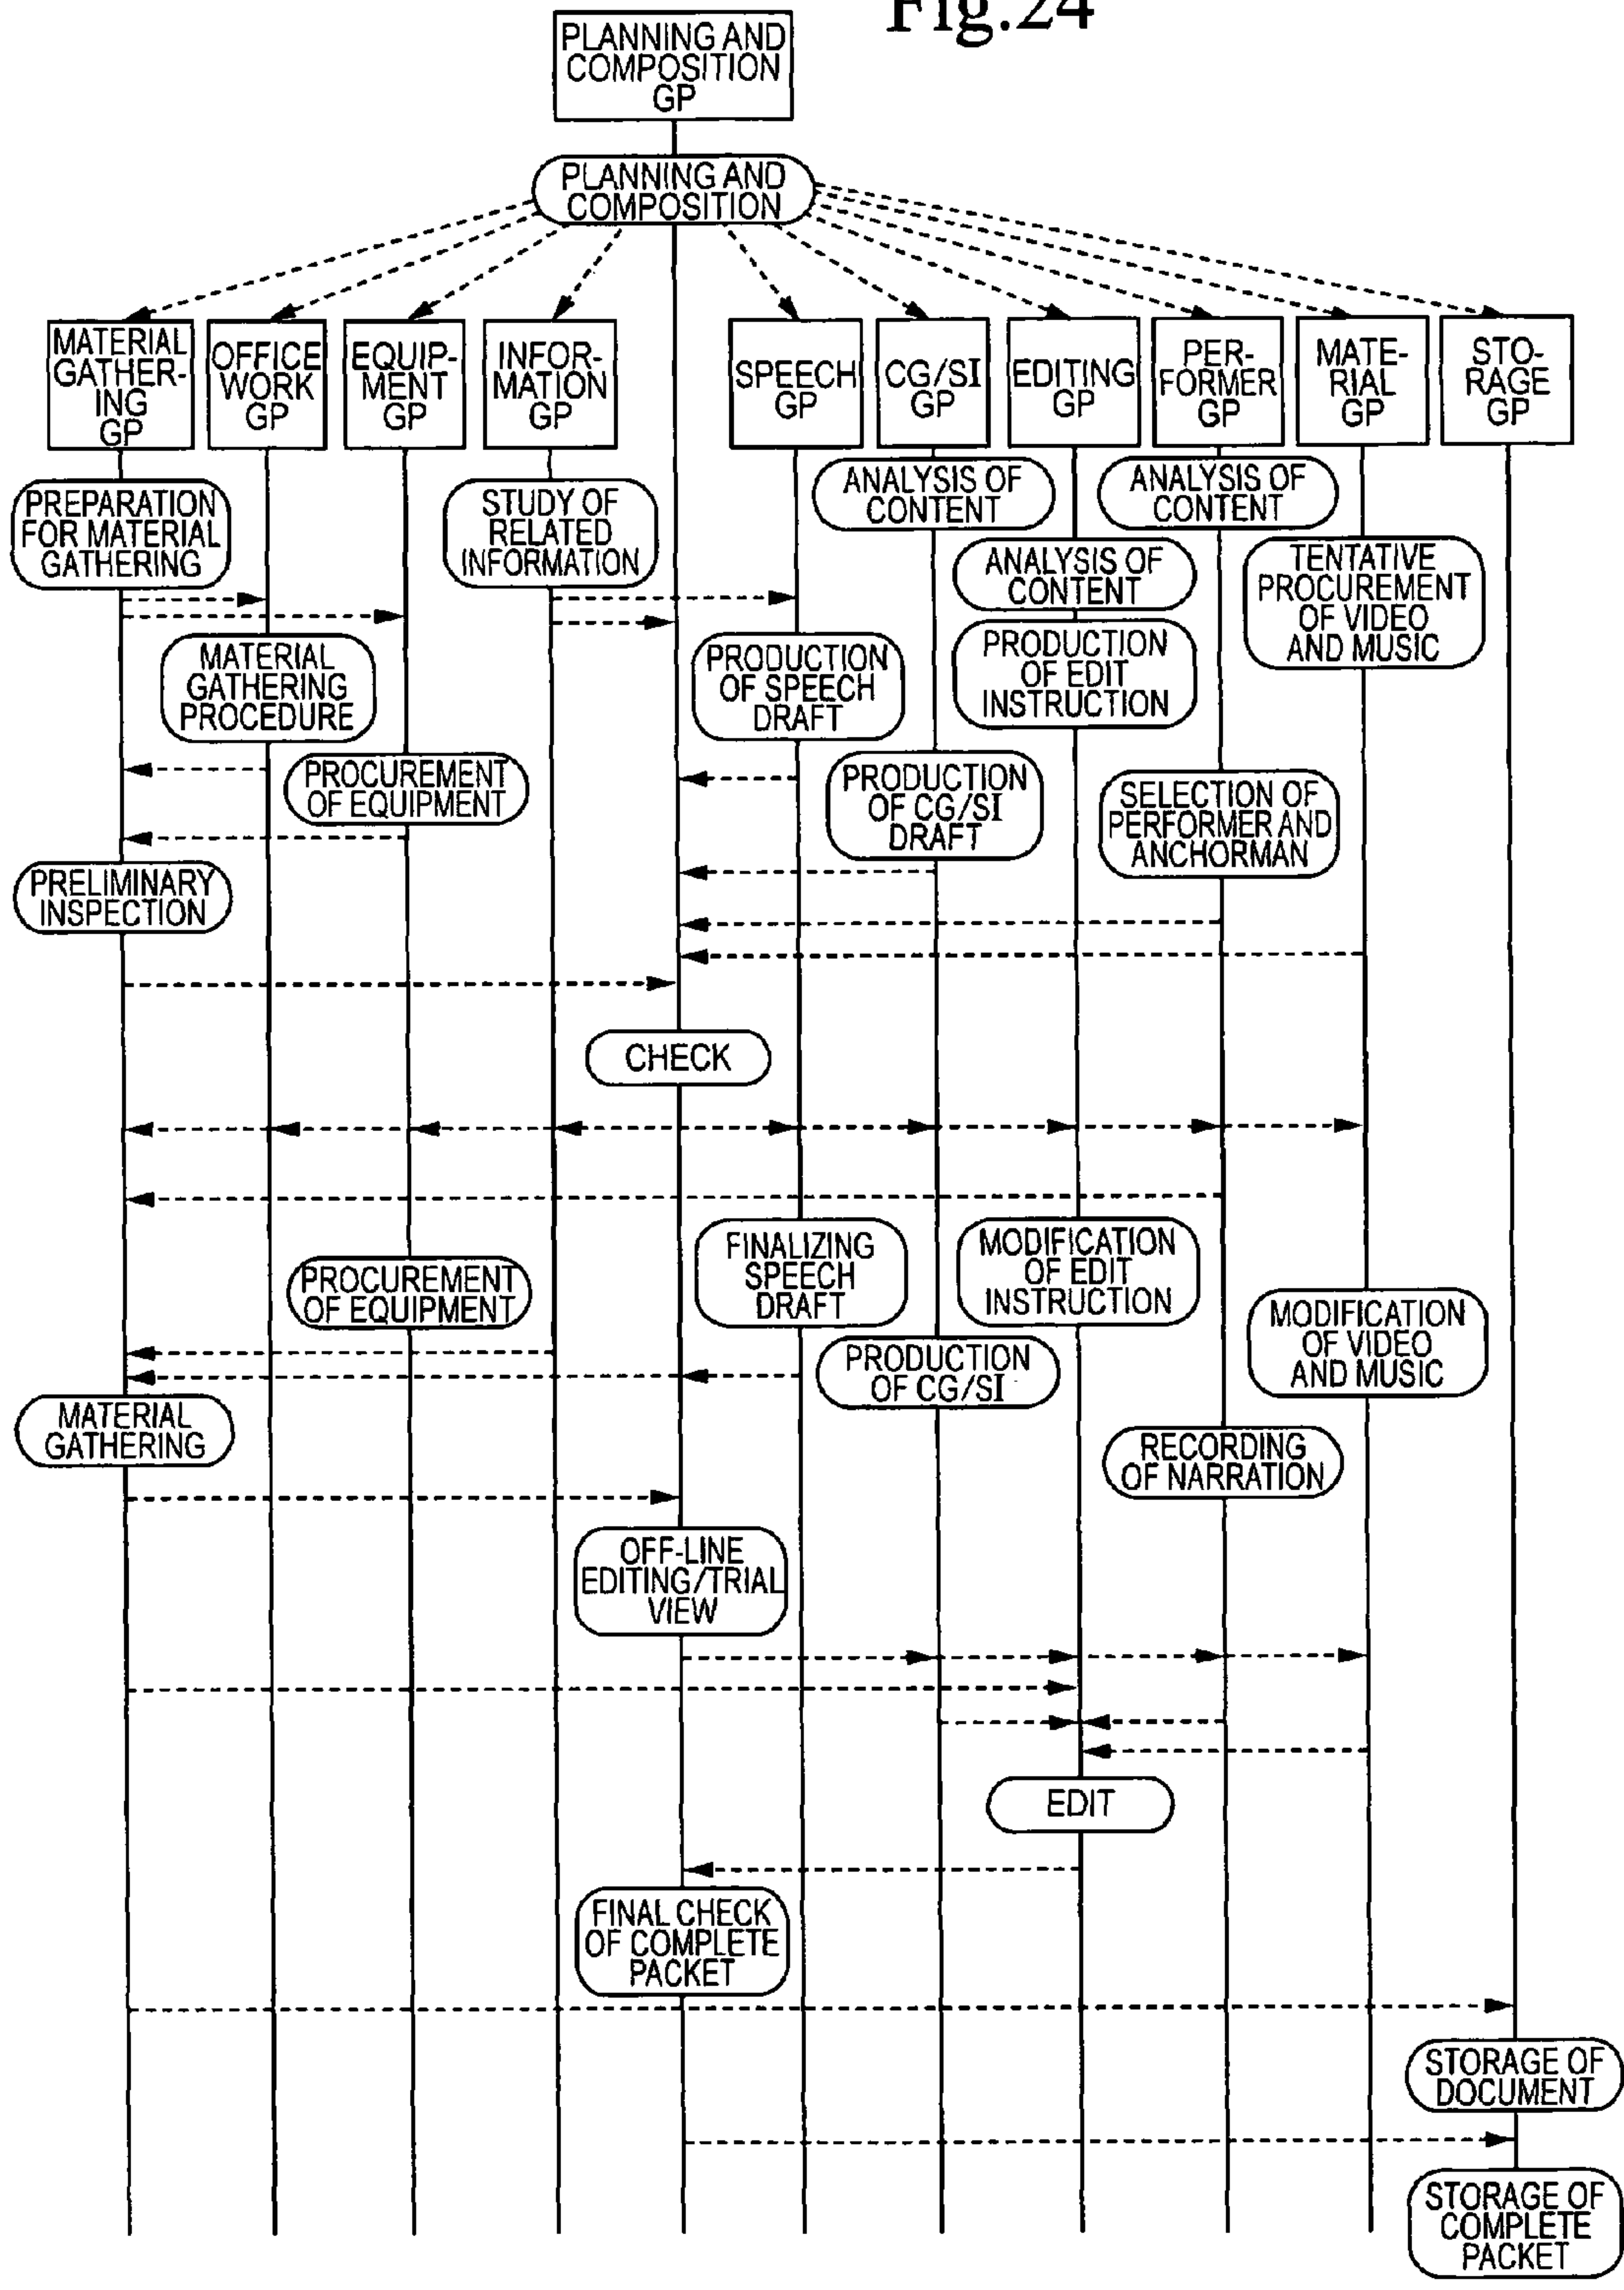 Fig.24
PLANNING AND
COMPOSITION
GP
PLANNING AND
COMPOSITION
MATERIAL
GATHER-
ING
GP
OFFICE
WORK
GP
EQUIP-
MENT
GP
INFOR-
MATION
GP
SPEECH
GP
CG/SI
GP
EDITING
GP
PER-
FORMER
GP
MATE-
RIAL
GP
STO-
RAGE
GP
PREPARATION
FOR MATERIAL
GATHERING
STUDY OF
RELATED
INFORMATION
ANALYSIS OF
CONTENT
ANALYSIS OF
CONTENT
ANALYSIS OF
CONTENT
TENTATIVE
PROCUREMENT
OF VIDEO
AND MUSIC
MATERIAL
GATHERING
PROCEDURE
PRODUCTION
OF SPEECH
DRAFT
PRODUCTION
OF EDIT
INSTRUCTION
PROCUREMENT
OF EQUIPMENT
PRODUCTION
OF CG/SI
DRAFT
SELECTION OF
PERFORMER AND
ANCHORMAN
PRELIMINARY
INSPECTION
CHECK
FINALIZING
SPEECH
DRAFT
MODIFICATION
OF EDIT
INSTRUCTION
PROCUREMENT
OF EQUIPMENT
MODIFICATION
OF VIDEO
AND MUSIC
PRODUCTION
OF CG/SI
MATERIAL
GATHERING
RECORDING
OF NARRATION
OFF-LINE
EDITING/TRIAL
VIEW
EDIT
FINAL CHECK
OF COMPLETE
PACKET
STORAGE OF
DOCUMENT
STORAGE OF
COMPLETE
PACKET